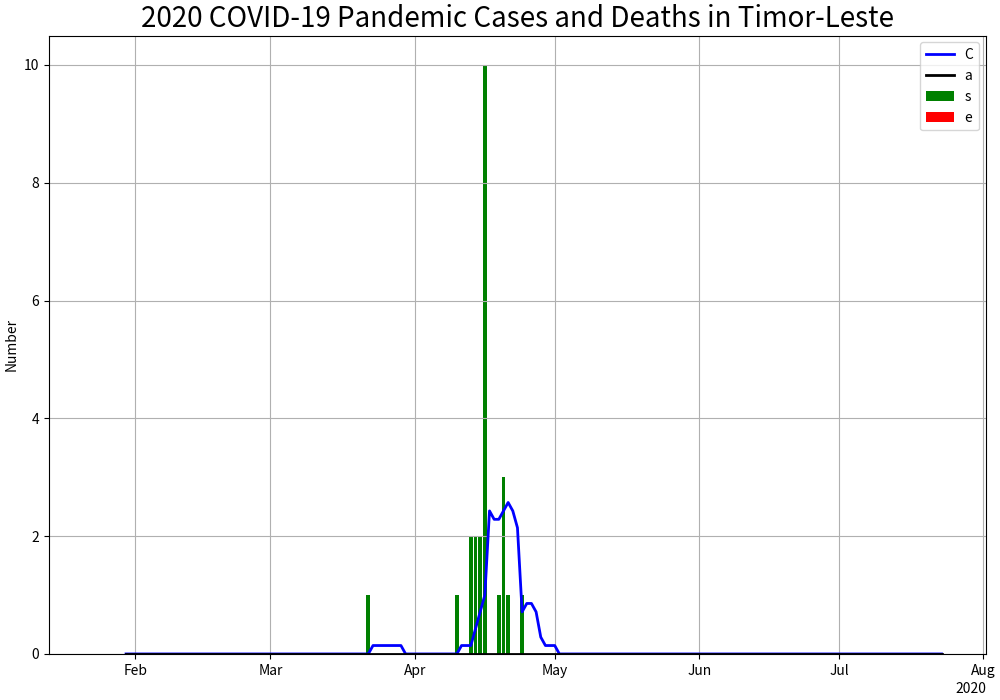 2020 COVID-19 Pandemic Cases and Deaths in Timor-Leste
C
a
s
e
10
8
6
4
2
0
Number
Feb Mar Apr May Jun Jul Aug
2020